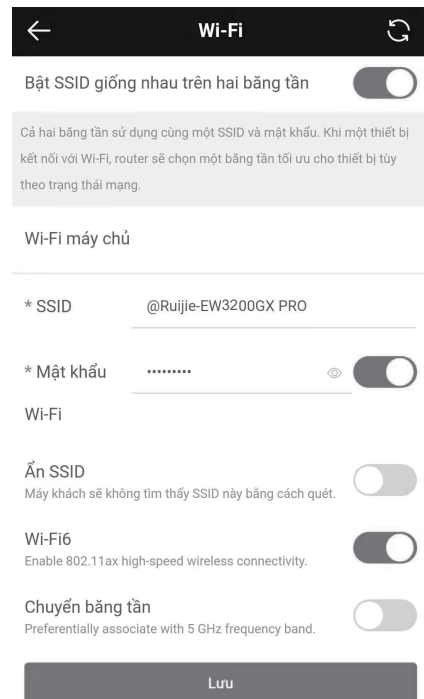 Wi-Fi
Bật SSID giống nhau trên hai băng tần
Cả hai băng tần sử dụng cùng một SSID và mật khẩu. Khi một thiết bị
kết nối với Wi-Fi, router sẽ chọn một băng tần tối ưu cho thiết bị tùy
theo trạng thái mạng.
Wi-Fi máy chủ
* SSID @Ruijie-EW3200GX PRO
* Mật khẩu •••••••••
Wi-Fi
Ẩn SSID
Máy khách sẽ không tìm thấy SSID này bằng cách quét.
Wi-Fi6
Enable 802.11ax high-speed wireless connectivity.
Chuyển băng tần
Preferentially associate with 5 GHz frequency band.
Lưu